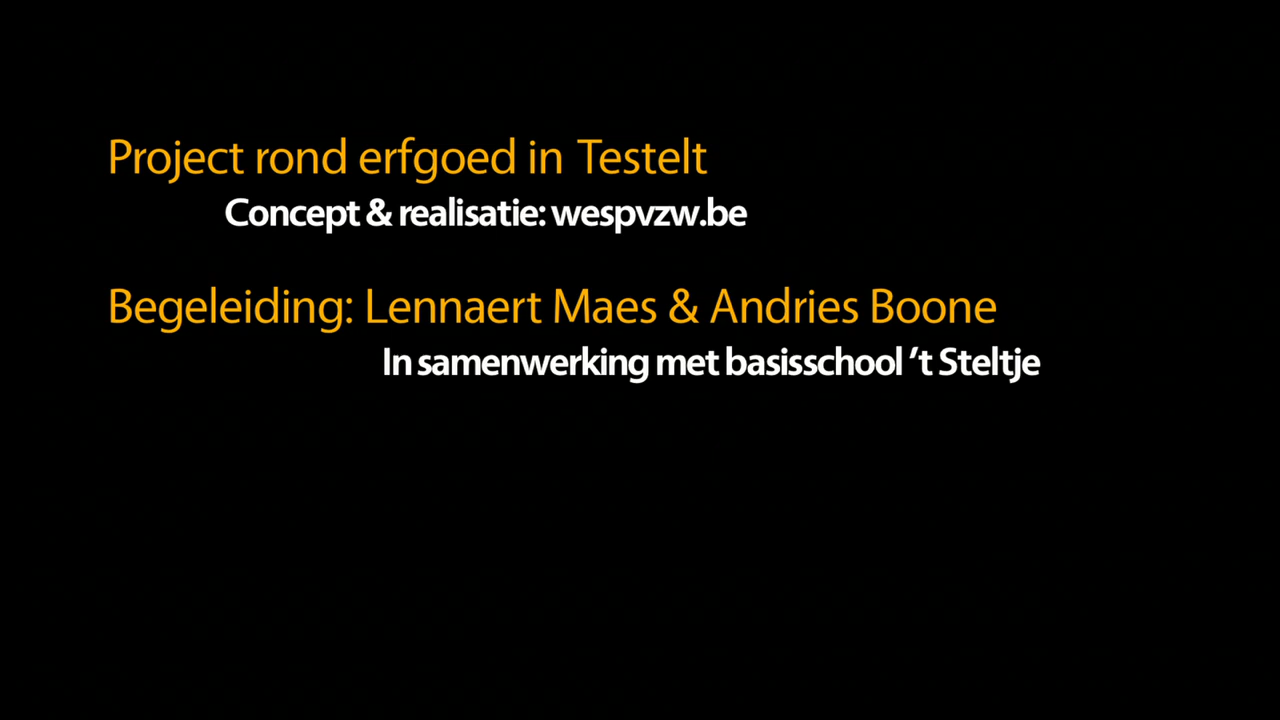 Project rond erfgoed in Testelt
Concept & realisatie: wespvzw.be
Begeleiding: Lennaert Maes & Andries Boone
In samenwerking met basisschool ’t Steltje